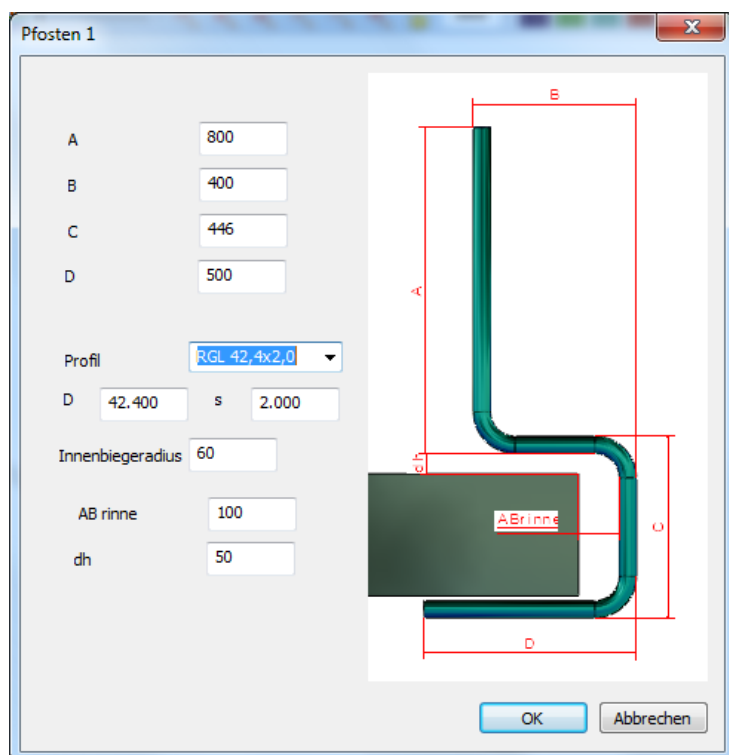 Pfosten 1
A 800
B 400
C 446
D 500
Profil RGL 42,4x2,0
D 42.400 s 2.000
Innenbiegeradius 60
AB rinne 100
dh 50
B
A
dh
ABrinne
C
D
OK Abbrechen